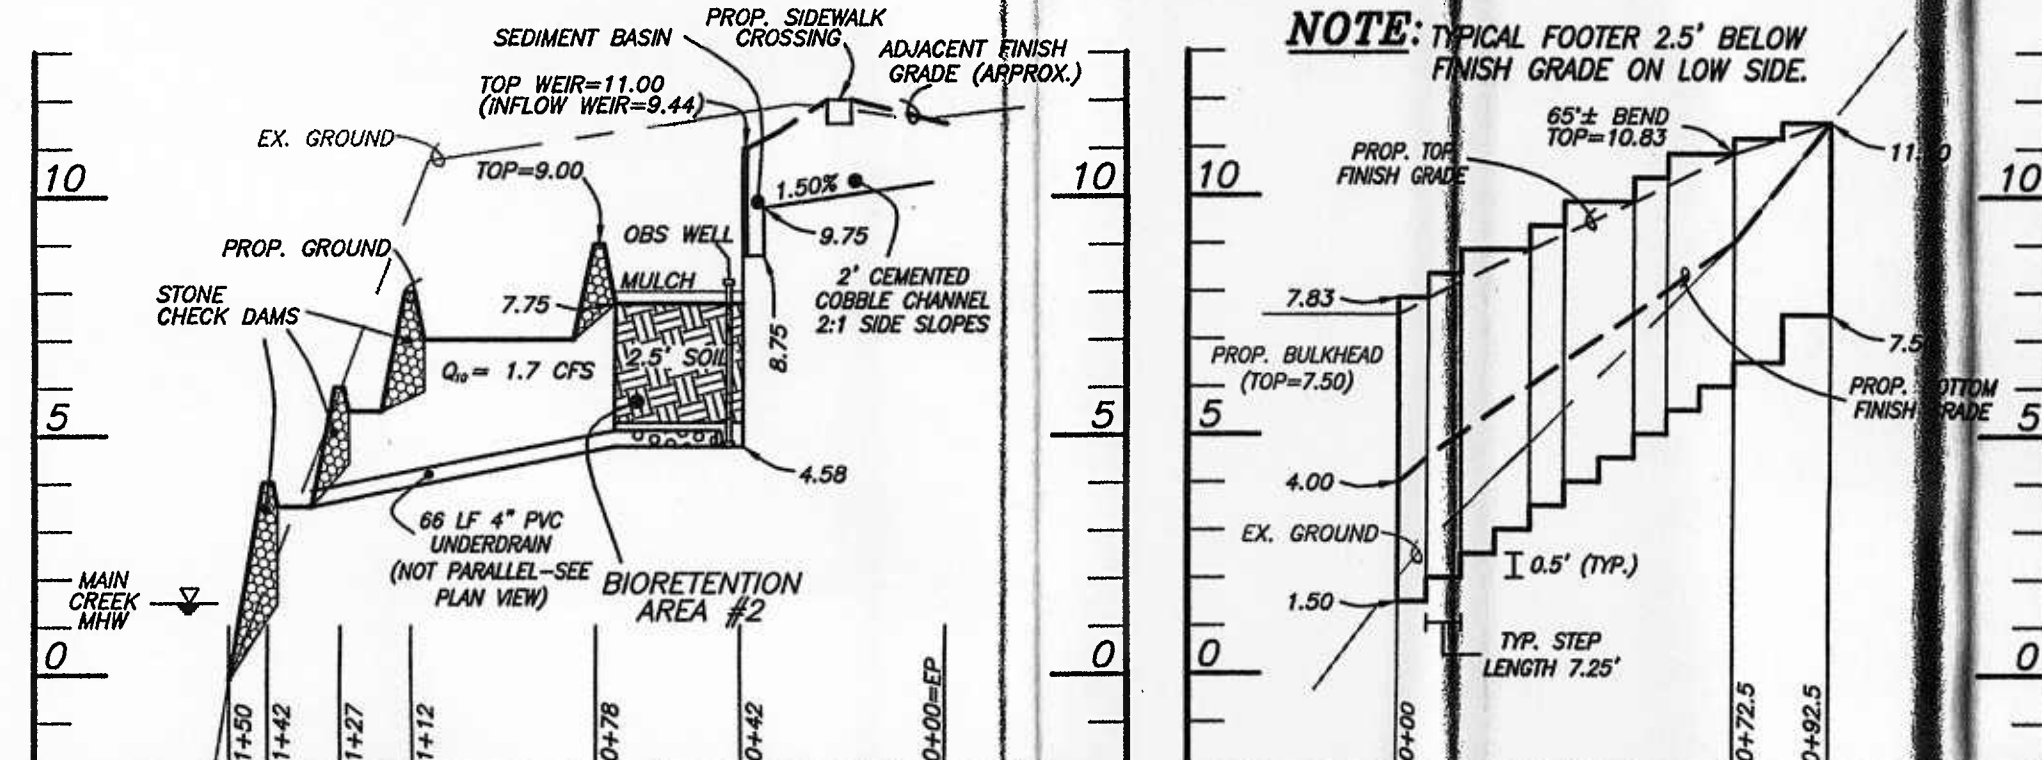 PROP. SIDEWALK
CROSSING
SEDIMENT BASIN
ADJACENT FINISH
GRADE (APPROX.)
TOP WEIR=11.00
(INFLOW WEIR=9.44)
EX. GROUND
TOP=9.00
10
10
1.50%
PROP. GROUND
OBS WELL
9.75
MULCH
7.75
2' CEMENTED
COBBLE CHANNEL
2:1 SIDE SLOPES
STONE
CHECK DAMS
8.75
2.5' SOIL
Q₁₀= 1.7 CFS
5
5
4.58
66 LF 4" PVC
UNDERDRAIN
(NOT PARALLEL-SEE
PLAN VIEW)
BIORETENTION
AREA #2
MAIN
CREEK
MHW
0
0
1+50
1+42
1+27
1+12
0+78
0+42
0+00=EP
NOTE: TYPICAL FOOTER 2.5' BELOW
FINISH GRADE ON LOW SIDE.
65'± BEND
TOP=10.83
PROP. TOP
FINISH GRADE
10
10
7.83
PROP. BULKHEAD
(TOP=7.50)
PROP. BOTTOM
FINISH GRADE
5
5
4.00
EX. GROUND
0.5' (TYP.)
1.50
TYP. STEP
LENGTH 7.25'
0
0
0+00
0+72.5
0+92.5